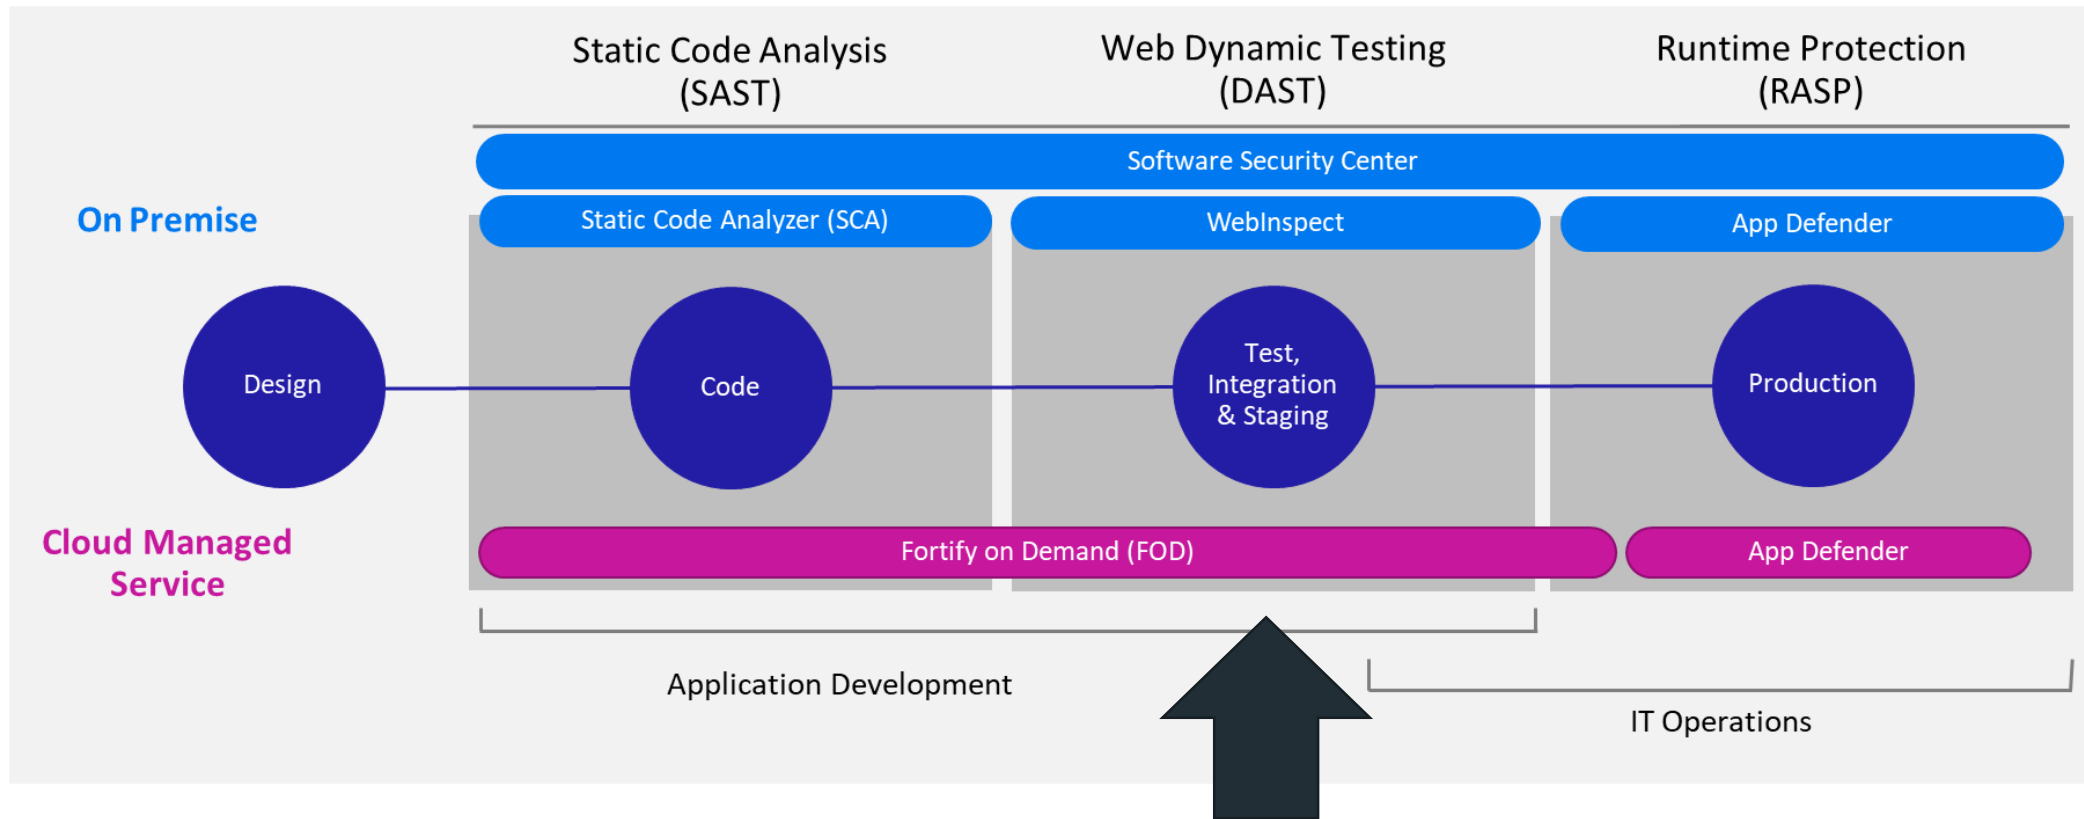 Static Code Analysis
(SAST)
Web Dynamic Testing
(DAST)
Runtime Protection
(RASP)
Software Security Center
On Premise
Static Code Analyzer (SCA)
WebInspect
App Defender
Design
Code
Test,
Integration
& Staging
Production
Cloud Managed
Service
Fortify on Demand (FOD)
App Defender
Application Development
IT Operations